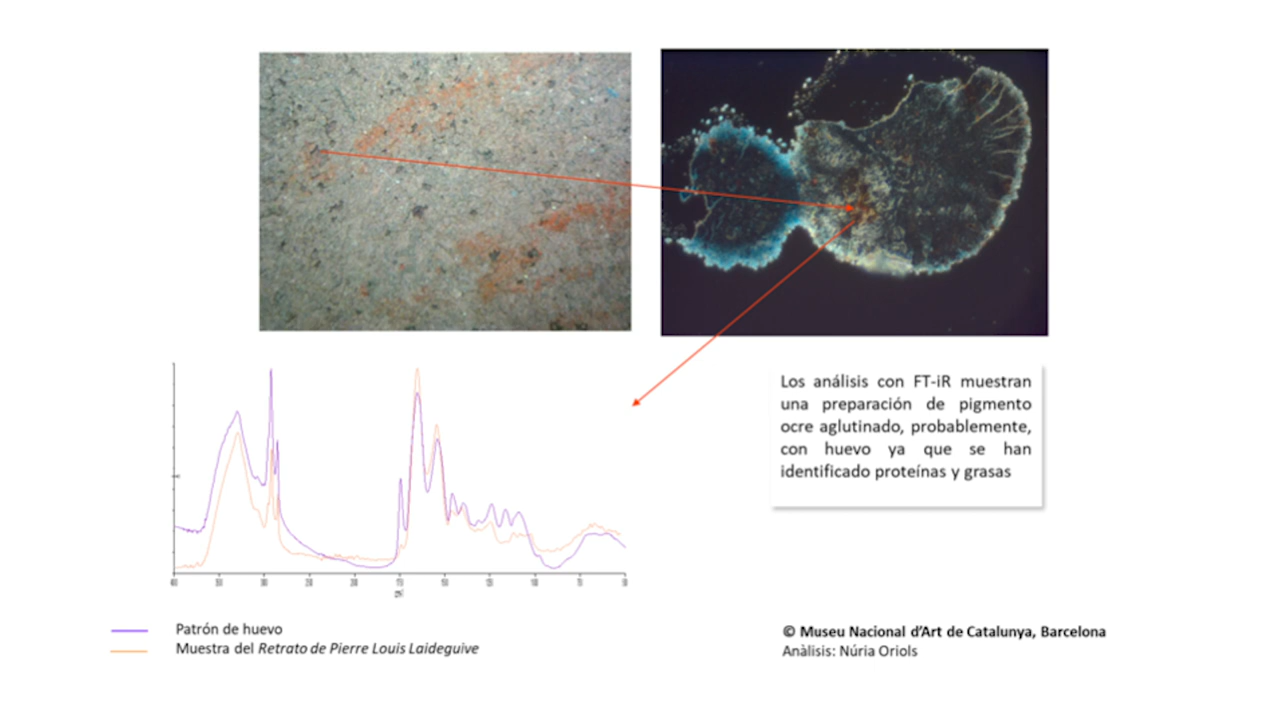 Los análisis con FT-iR muestran
una preparación de pigmento
ocre aglutinado, probablemente,
con huevo ya que se han
identificado proteínas y grasas
Patrón de huevo
Muestra del Retrato de Pierre Louis Laideguive
© Museu Nacional d'Art de Catalunya, Barcelona
Anàlisis: Núria Oriols